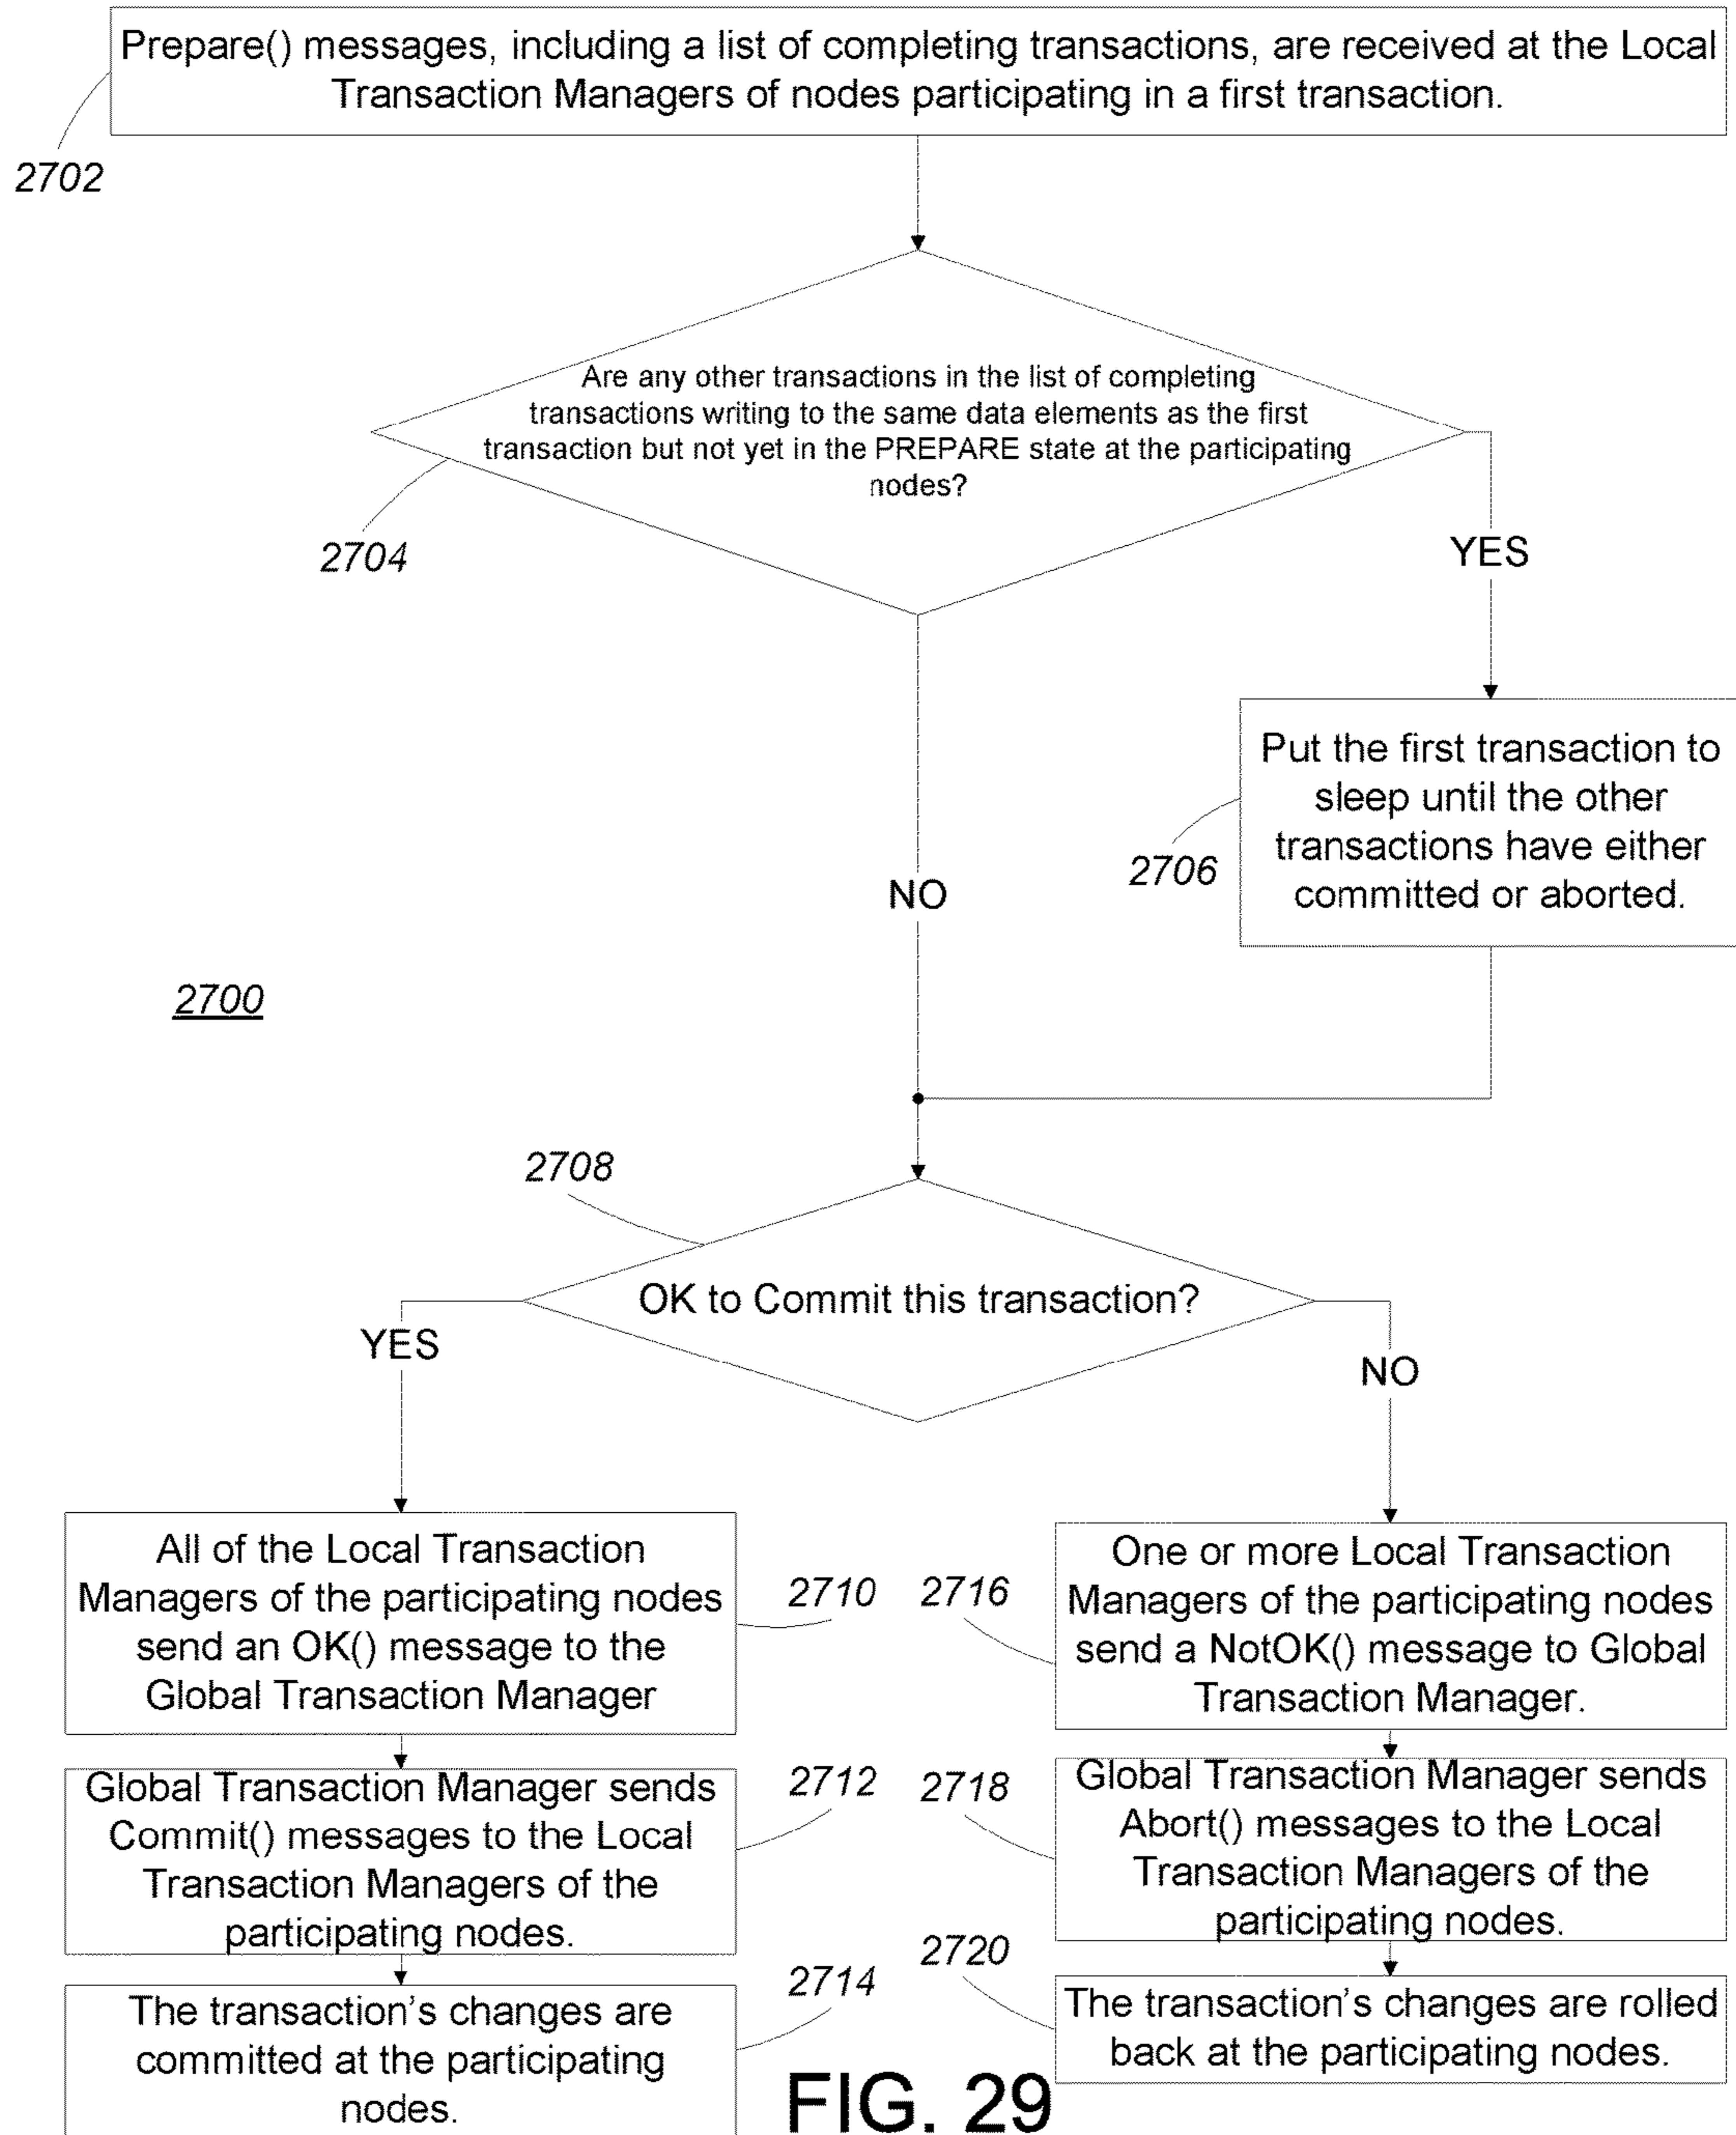 Prepare() messages, including a list of completing transactions, are received at the Local
Transaction Managers of nodes participating in a first transaction.
2702
Are any other transactions in the list of completing
transactions writing to the same data elements as the first
transaction but not yet in the PREPARE state at the participating
nodes?
2704
YES
Put the first transaction to
sleep until the other
transactions have either
committed or aborted.
2706
NO
2700
2708
OK to Commit this transaction?
YES
NO
All of the Local Transaction
Managers of the participating nodes
send an OK() message to the
Global Transaction Manager
2710
2716
One or more Local Transaction
Managers of the participating nodes
send a NotOK() message to Global
Transaction Manager.
Global Transaction Manager sends
Commit() messages to the Local
Transaction Managers of the
participating nodes.
2712
2718
Global Transaction Manager sends
Abort() messages to the Local
Transaction Managers of the
participating nodes.
The transaction's changes are
committed at the participating
nodes.
2714
2720
The transaction's changes are rolled
back at the participating nodes.
FIG. 29